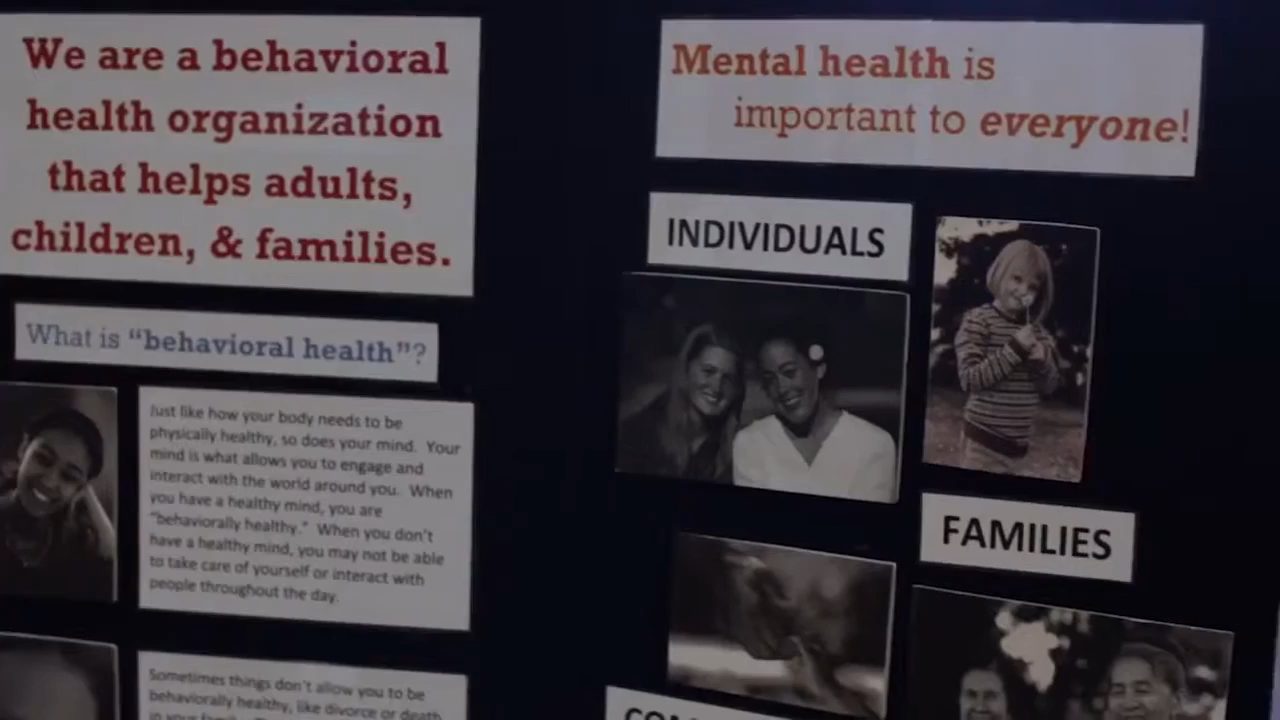 We are a behavioral
health organization
that helps adults,
children, & families.
What is “behavioral health”?
Just like how your body needs to be
physically healthy, so does your mind. Your
mind is what allows you to engage and
interact with the world around you. When
you have a healthy mind, you are
“behaviorally healthy.” When you don’t
have a healthy mind, you may not be able
to take care of yourself or interact with
people throughout the day.
Sometimes things don’t allow you to be
behaviorally healthy, like divorce or death
in your
Mental health is
important to everyone!
INDIVIDUALS
FAMILIES